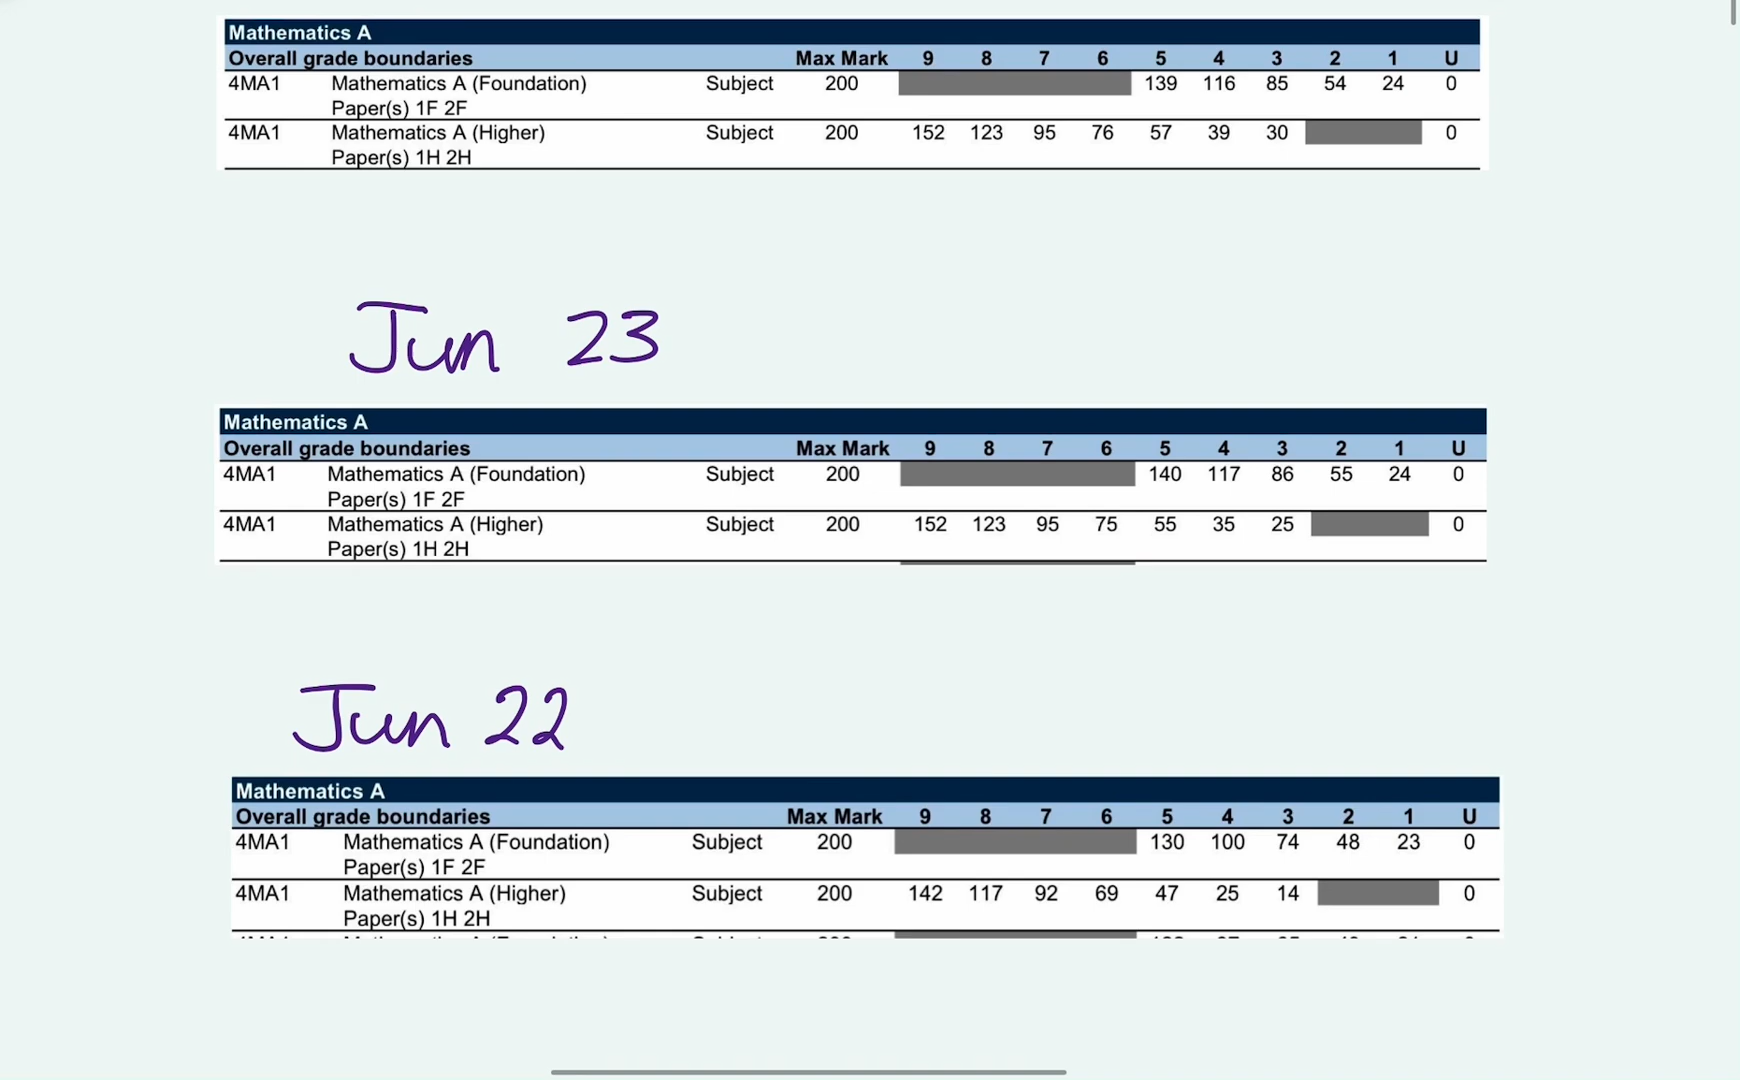 Mathematics A
Overall grade boundaries Max Mark 9 8 7 6 5 4 3 2 1 U
4MA1 Mathematics A (Foundation) Subject 200 139 116 85 54 24 0
Paper(s) 1F 2F
4MA1 Mathematics A (Higher) Subject 200 152 123 95 76 57 39 30 0
Paper(s) 1H 2H
Jun 23
Mathematics A
Overall grade boundaries Max Mark 9 8 7 6 5 4 3 2 1 U
4MA1 Mathematics A (Foundation) Subject 200 140 117 86 55 24 0
Paper(s) 1F 2F
4MA1 Mathematics A (Higher) Subject 200 152 123 95 75 55 35 25 0
Paper(s) 1H 2H
Jun 22
Mathematics A
Overall grade boundaries Max Mark 9 8 7 6 5 4 3 2 1 U
4MA1 Mathematics A (Foundation) Subject 200 130 100 74 48 23 0
Paper(s) 1F 2F
4MA1 Mathematics A (Higher) Subject 200 142 117 92 69 47 25 14 0
Paper(s) 1H 2H